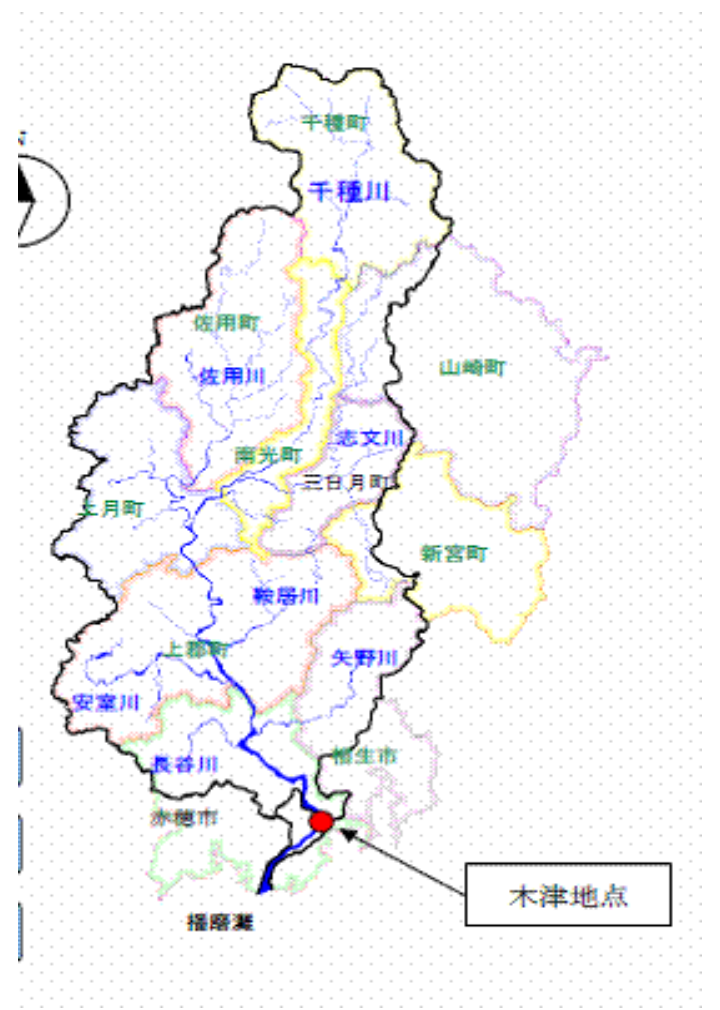 N
千種町
千種川
佐用町
山崎町
佐用川
志文川
南光町
三日月町
上月町
新宮町
鞍居川
上郡町
矢野川
安室川
相生市
長谷川
赤穂市
木津地点
播磨灘